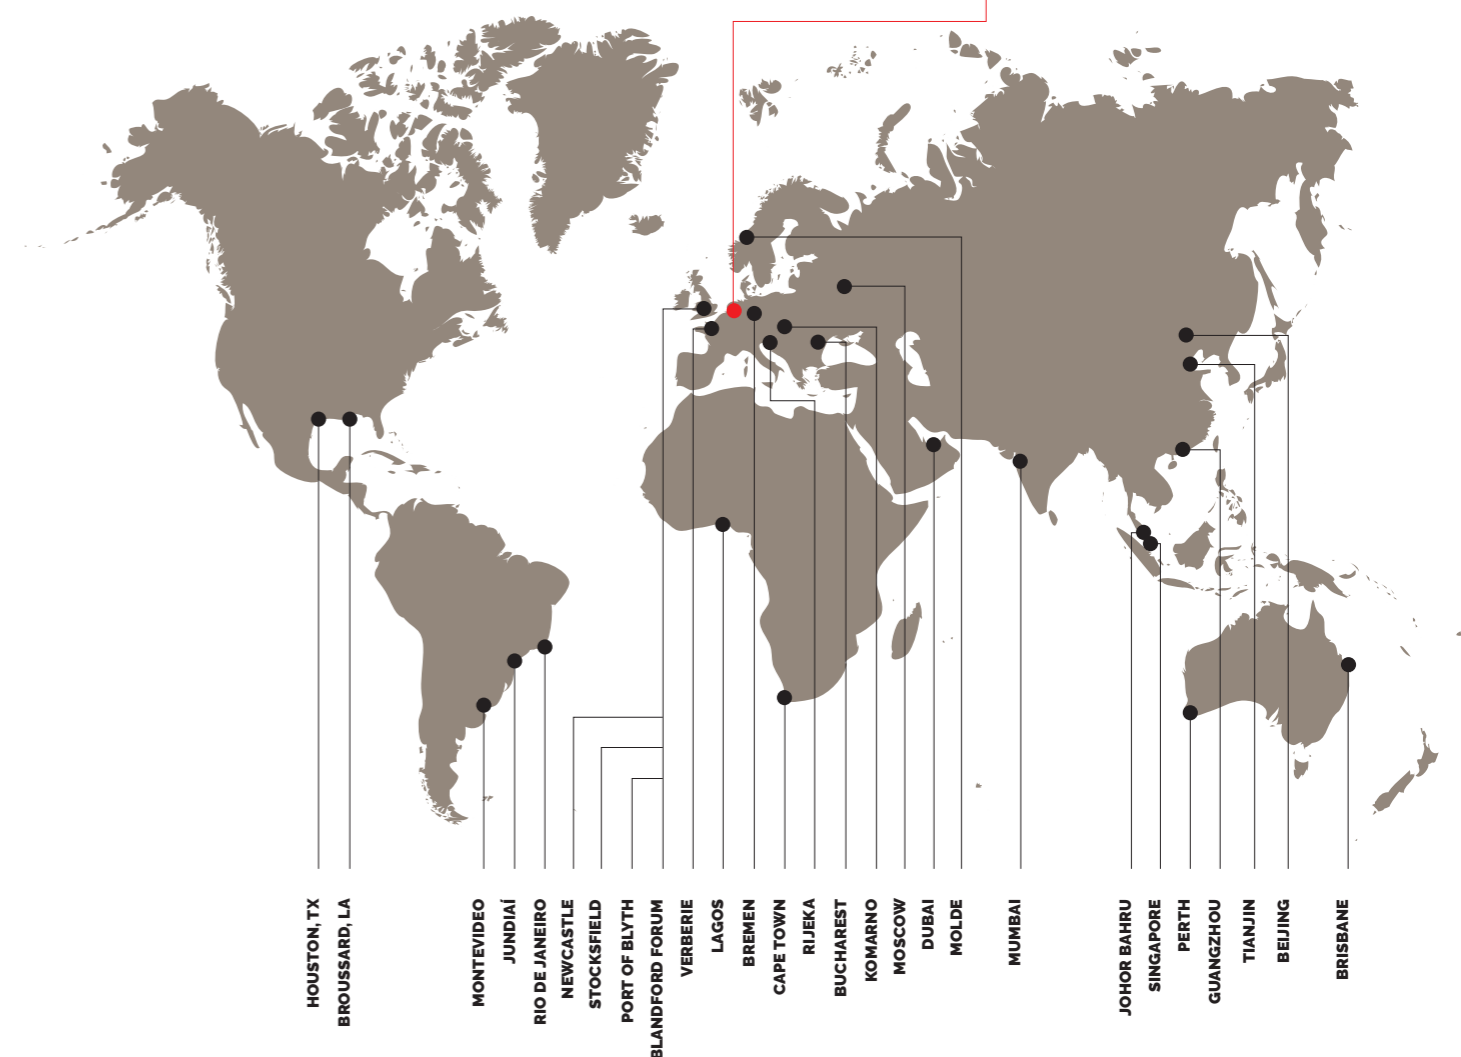 HOUSTON, TX
BROUSSARD, LA
MONTEVIDEO
JUNDIAÍ
RIO DE JANEIRO
NEWCASTLE
STOCKSFIELD
PORT OF BLYTH
BLANDFORD FORUM
VERBERIE
LAGOS
BREMEN
CAPE TOWN
RIJEKA
BUCHAREST
KOMARNO
MOSCOW
DUBAI
MOLDE
MUMBAI
JOHOR BAHRU
SINGAPORE
PERTH
GUANGZHOU
TIANJIN
BEIJING
BRISBANE